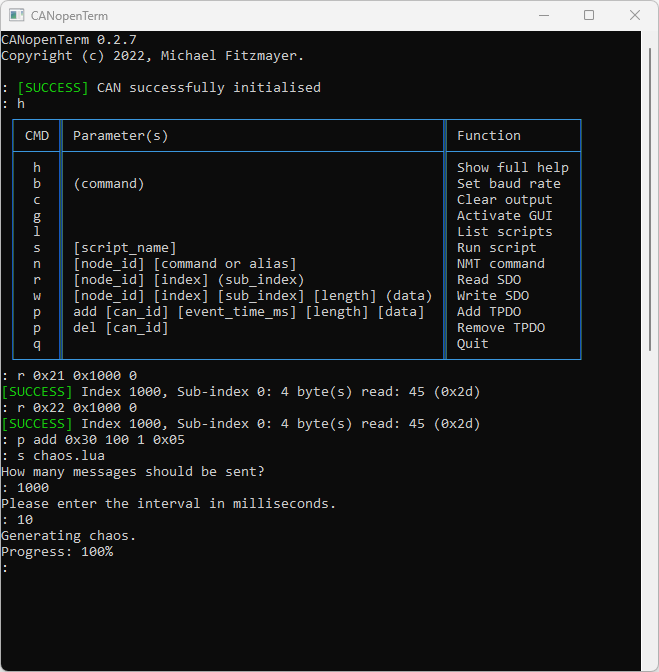 CANopenTerm
CANopenTerm 0.2.7
Copyright (c) 2022, Michael Fitzmayer.
: [SUCCESS] CAN successfully initialised
: h
CMD Parameter(s) Function
h Show full help
b (command) Set baud rate
c Clear output
g Activate GUI
l List scripts
s [script_name] Run script
n [node_id] [command or alias] NMT command
r [node_id] [index] (sub_index) Read SDO
w [node_id] [index] [sub_index] [length] (data) Write SDO
p add [can_id] [event_time_ms] [length] [data] Add TPDO
p del [can_id] Remove TPDO
q Quit
: r 0x21 0x1000 0
[SUCCESS] Index 1000, Sub-index 0: 4 byte(s) read: 45 (0x2d)
: r 0x22 0x1000 0
[SUCCESS] Index 1000, Sub-index 0: 4 byte(s) read: 45 (0x2d)
: p add 0x30 100 1 0x05
: s chaos.lua
How many messages should be sent?
: 1000
Please enter the interval in milliseconds.
: 10
Generating chaos.
Progress: 100%
: